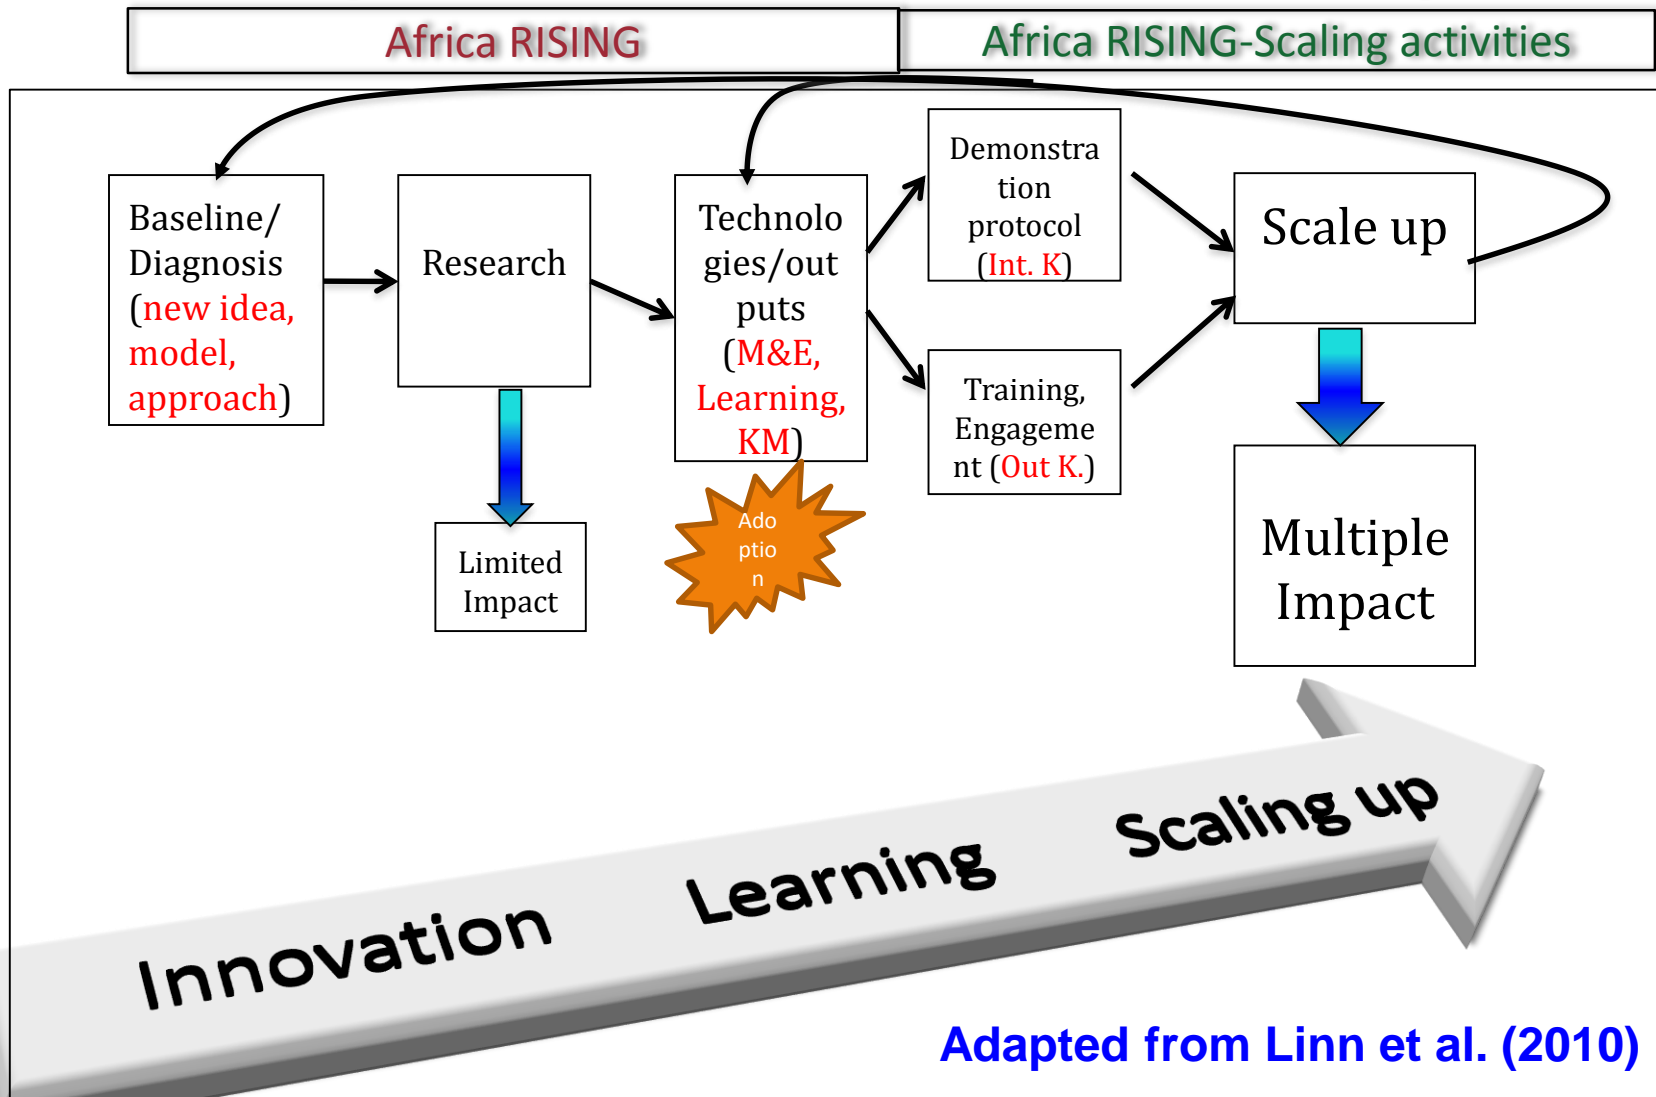 Africa RISING
Africa RISING-Scaling activities
Baseline/
Diagnosis
(new idea,
model,
approach)
Research
Limited
Impact
Technolo
gies/out
puts
(M&E,
Learning,
KM)
Ado
ptio
n
Demonstra
tion
protocol
(Int. K)
Training,
Engageme
nt (Out K.)
Scale up
Multiple
Impact
Innovation Learning Scaling up
Adapted from Linn et al. (2010)